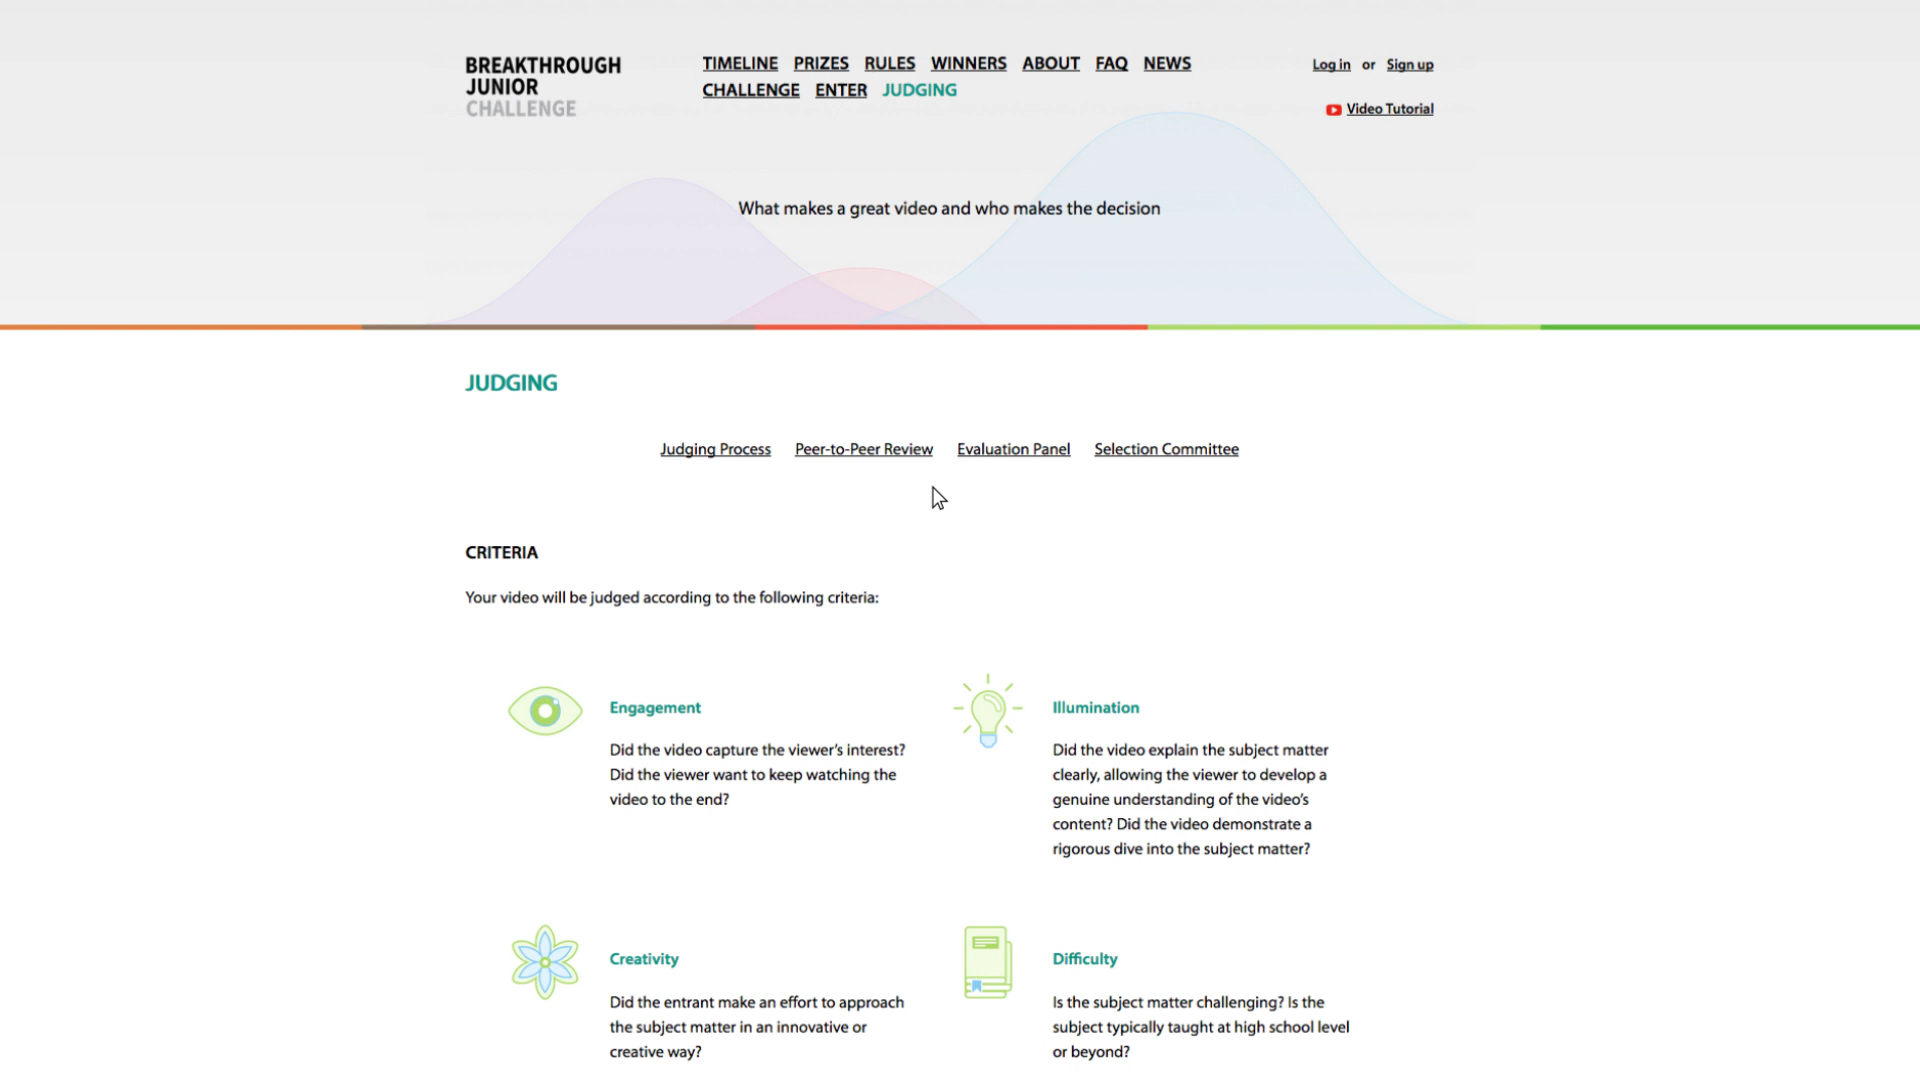 BREAKTHROUGH
JUNIOR
CHALLENGE
TIMELINE PRIZES RULES WINNERS ABOUT FAQ NEWS
CHALLENGE ENTER JUDGING
Log in or Sign up
Video Tutorial
What makes a great video and who makes the decision
JUDGING
Judging Process Peer-to-Peer Review Evaluation Panel Selection Committee
CRITERIA
Your video will be judged according to the following criteria:
Engagement
Did the video capture the viewer’s interest?
Did the viewer want to keep watching the
video to the end?
Illumination
Did the video explain the subject matter
clearly, allowing the viewer to develop a
genuine understanding of the video’s
content? Did the video demonstrate a
rigorous dive into the subject matter?
Creativity
Did the entrant make an effort to approach
the subject matter in an innovative or
creative way?
Difficulty
Is the subject matter challenging? Is the
subject typically taught at high school level
or beyond?